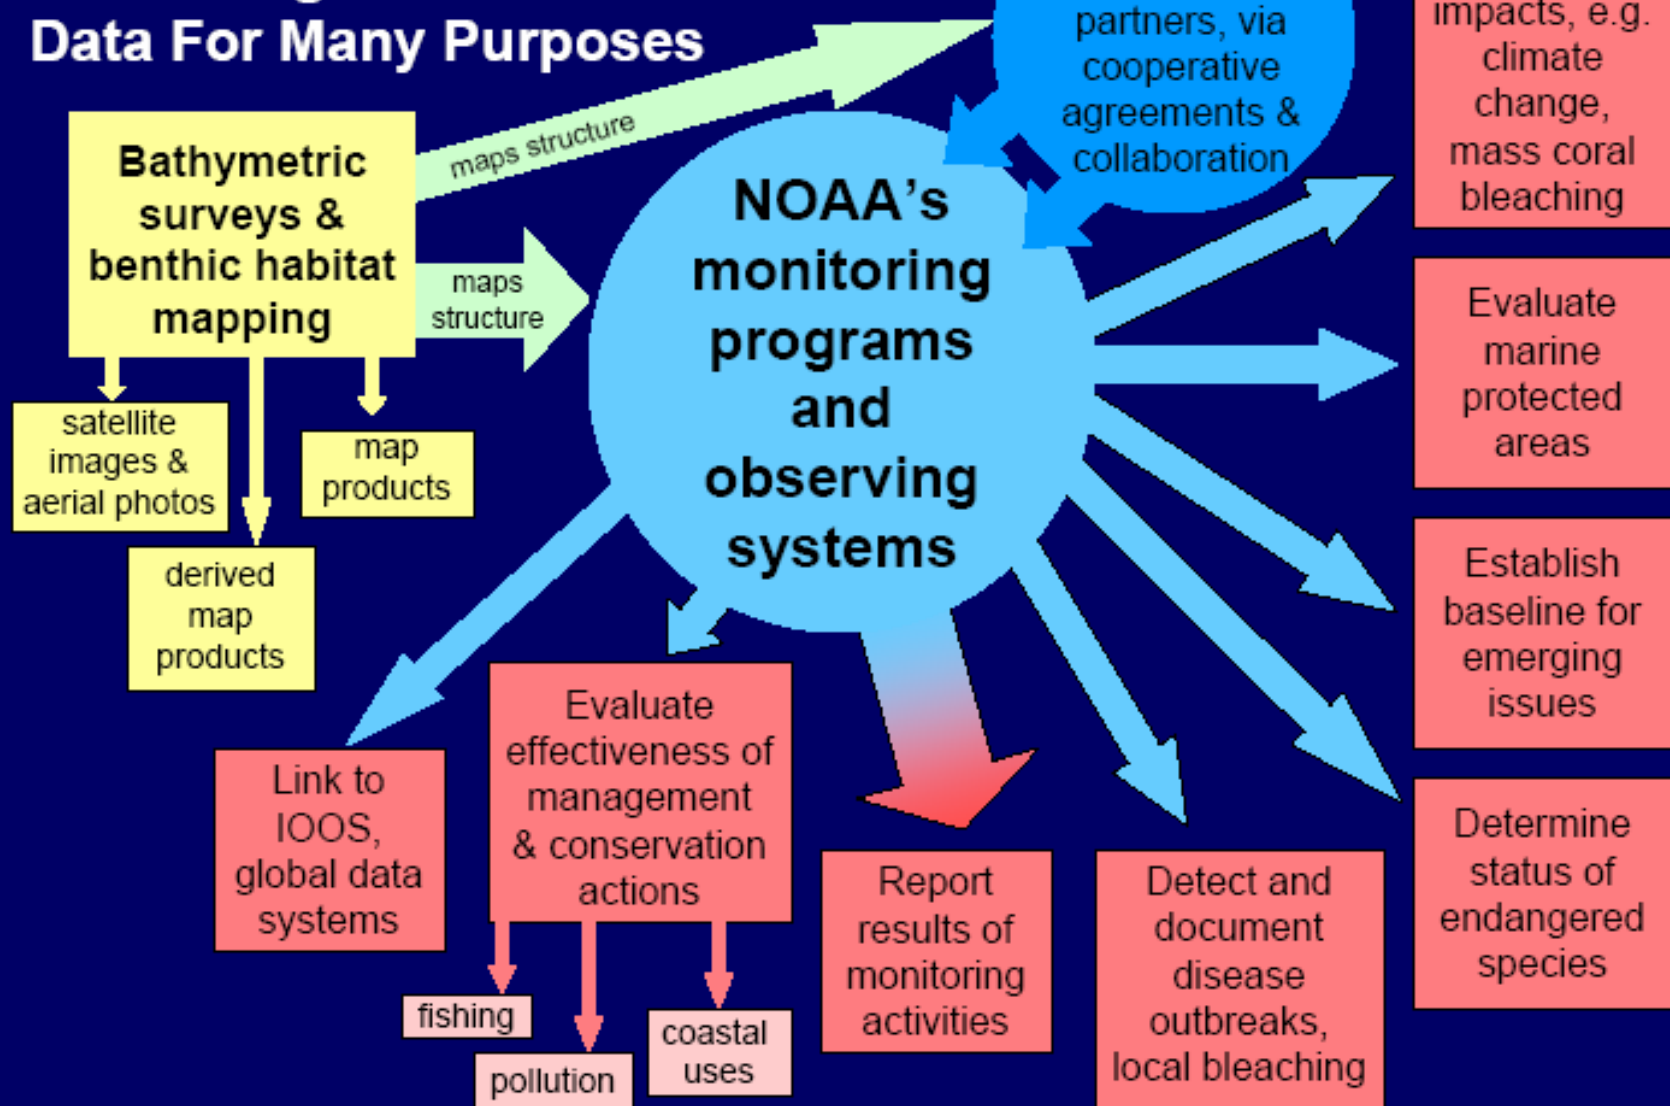 Data For Many Purposes
partners, via
cooperative
agreements &
collaboration
impacts, e.g.
climate
change,
mass coral
bleaching
maps structure
Bathymetric
surveys &
benthic habitat
mapping
maps
structure
NOAA's
monitoring
programs
and
observing
systems
Evaluate
marine
protected
areas
satellite
images &
aerial photos
map
products
derived
map
products
Establish
baseline for
emerging
issues
Link to
IOOS,
global data
systems
Evaluate
effectiveness of
management
& conservation
actions
Report
results of
monitoring
activities
Detect and
document
disease
outbreaks,
local bleaching
Determine
status of
endangered
species
fishing
pollution
coastal
uses